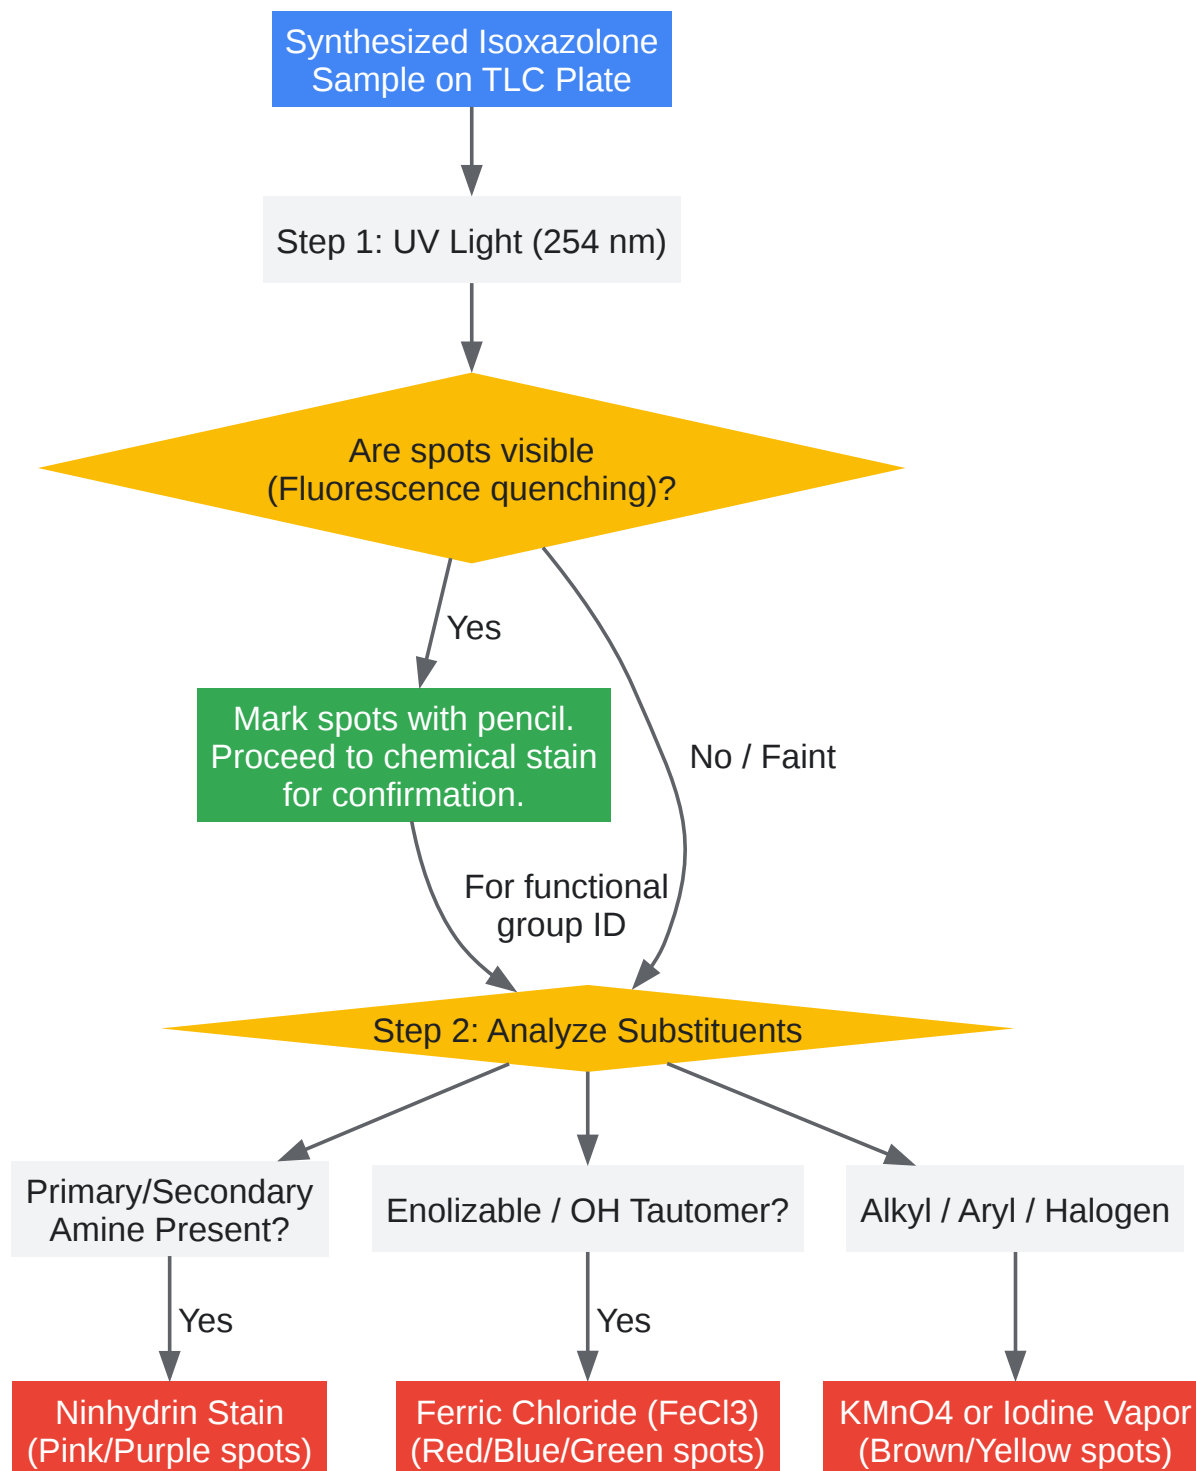 Synthesized Isoxazolone
Sample on TLC Plate
Step 1: UV Light (254 nm)
Are spots visible
(Fluorescence quenching)?
Yes
Mark spots with pencil.
Proceed to chemical stain
for confirmation.
No / Faint
For functional
group ID
Step 2: Analyze Substituents
Primary/Secondary
Amine Present?
Enolizable / OH Tautomer?
Alkyl / Aryl / Halogen
Yes
Yes
Ninhydrin Stain
(Pink/Purple spots)
Ferric Chloride (FeCl3)
(Red/Blue/Green spots)
KMnO4 or Iodine Vapor
(Brown/Yellow spots)